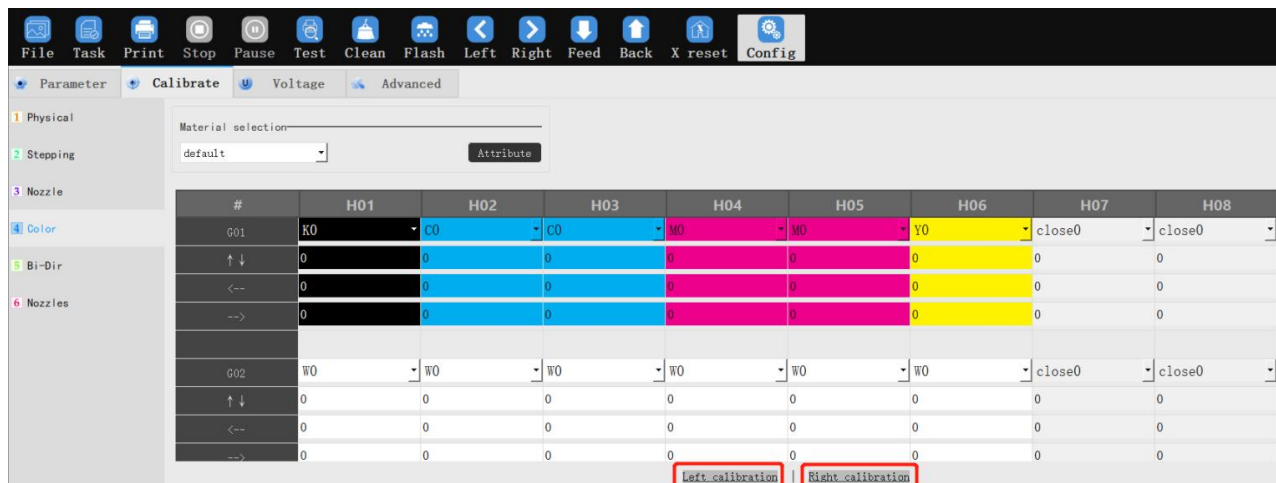 File Task Print Stop Pause Test Clean Flash Left Right Feed Back X reset Config
Parameter Calibrate U Voltage Advanced
1 Physical
2 Stepping
3 Nozzle
4 Color
5 Bi-Dir
6 Nozzles
Material selection
default Attribute
# H01 H02 H03 H04 H05 H06 H07 H08
G01 K0 C0 C0 M0 M0 Y0 close0 close0
↑↓ 0 0 0 0 0 0 0 0
<-- 0 0 0 0 0 0 0 0
--> 0 0 0 0 0 0 0 0
G02 W0 W0 W0 W0 W0 W0 close0 close0
↑↓ 0 0 0 0 0 0 0 0
<-- 0 0 0 0 0 0 0 0
--> 0 0 0 0 0 0 0 0
Left calibration | Right calibration